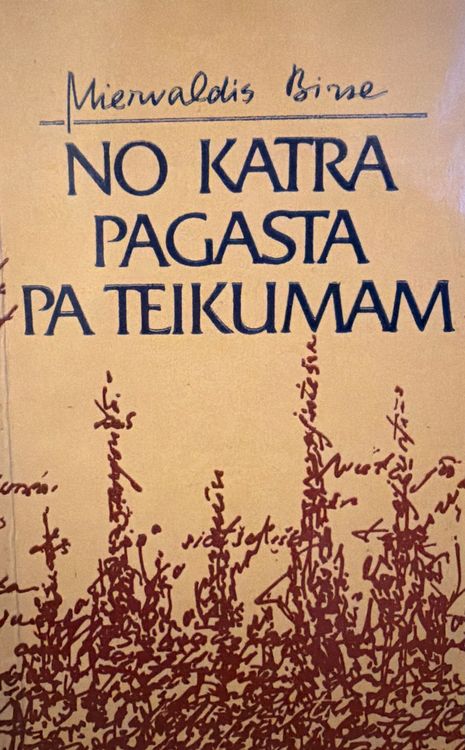 Miervaldis Birze
NO KATRA
PAGASTA
PA TEIKUMAM